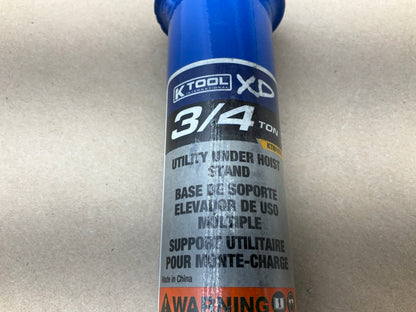 K TOOL
INTERNATIONAL
XD
3/4 TON
UTILITY UNDER HOIST
STAND
BASE DE SOPORTE
ELEVADOR DE USO
MÚLTIPLE
SUPPORT UTILITAIRE
POUR MONTE-CHARGE
Made in China
WARNING